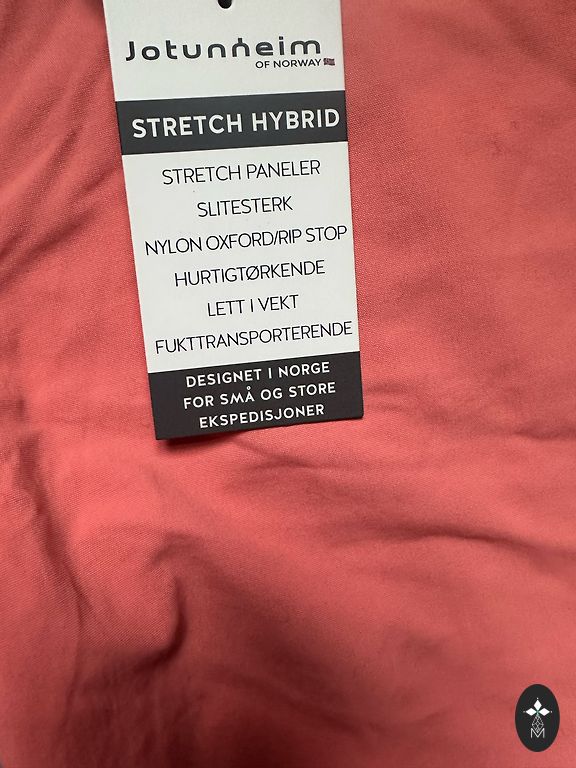 Jotunheim
OF NORWAY
STRETCH HYBRID
STRETCH PANELER
SLITESTERK
NYLON OXFORD/RIP STOP
HURTIGTØRKENDE
LETT I VEKT
FUKTTRANSPORTERENDE
DESIGNET I NORGE
FOR SMÅ OG STORE
EKSPEDISJONER
M